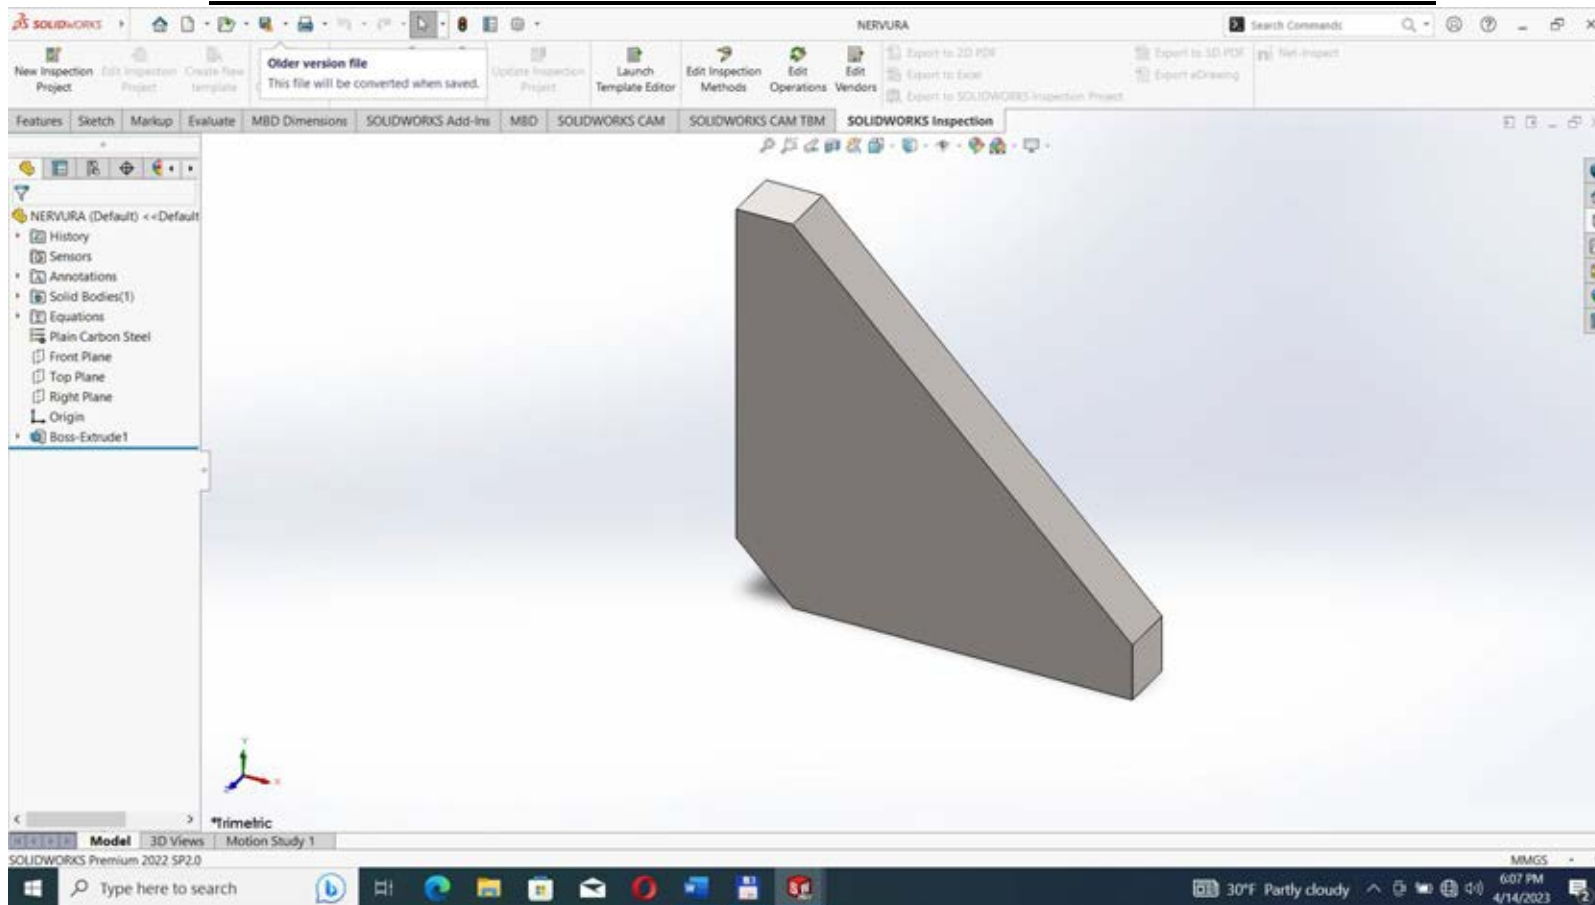 SOLIDWORKS
NERVURA
Search Commands
Older version file
This file will be converted when saved.
New Inspection Project
Edit Inspection Project
Create New template
Update Inspection Project
Launch Template Editor
Edit Inspection Methods
Edit Operations
Edit Vendors
Export to 2D PDF
Export to Excel
Export to SOLIDWORKS Inspection Project
Export to 3D PDF
Export eDrawing
Net-Inspect
Features Sketch Markup Evaluate MBD Dimensions SOLIDWORKS Add-Ins MBD SOLIDWORKS CAM SOLIDWORKS CAM TBM SOLIDWORKS Inspection
NERVURA (Default) <<Default
History
Sensors
Annotations
Solid Bodies(1)
Equations
Plain Carbon Steel
Front Plane
Top Plane
Right Plane
Origin
Boss-Extrude1
Y
X
Z
*Trimetric
Model 3D Views Motion Study 1
SOLIDWORKS Premium 2022 SP2.0
MMGS
Type here to search
30°F Partly cloudy
6:07 PM
4/14/2023